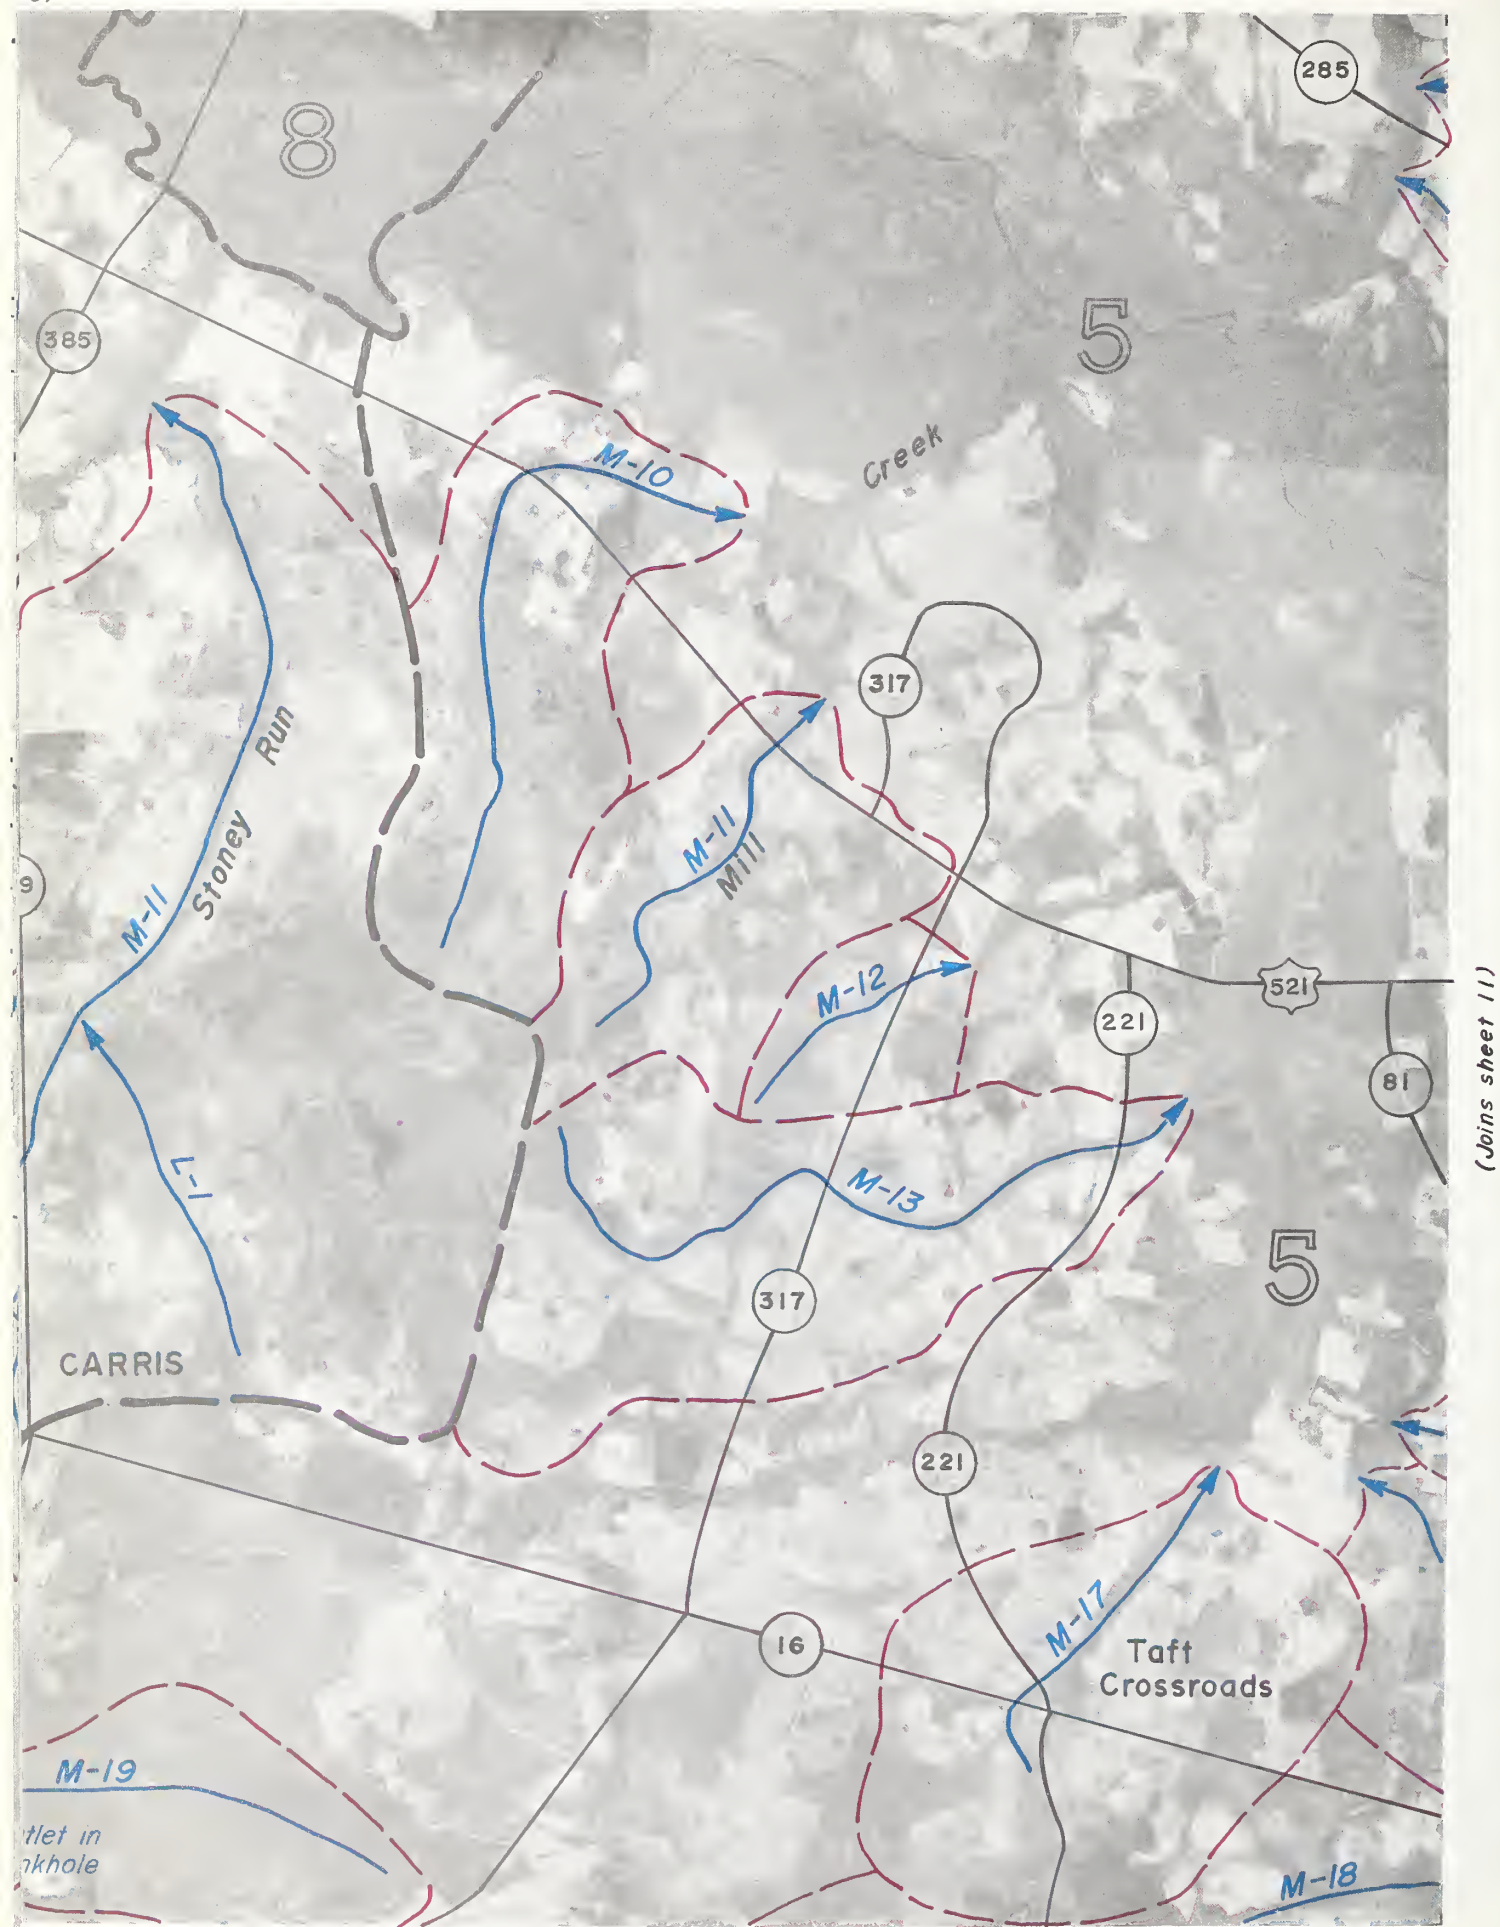 285
8
5
385
M-10
Creek
317
Run
M-11
Mill
Stoney
9
M-11
M-12
521
221
81
(Joins sheet 11)
L-1
M-13
5
317
CARRIS
221
M-17
16
Taft
Crossroads
M-19
tlet in
nkhole
M-18